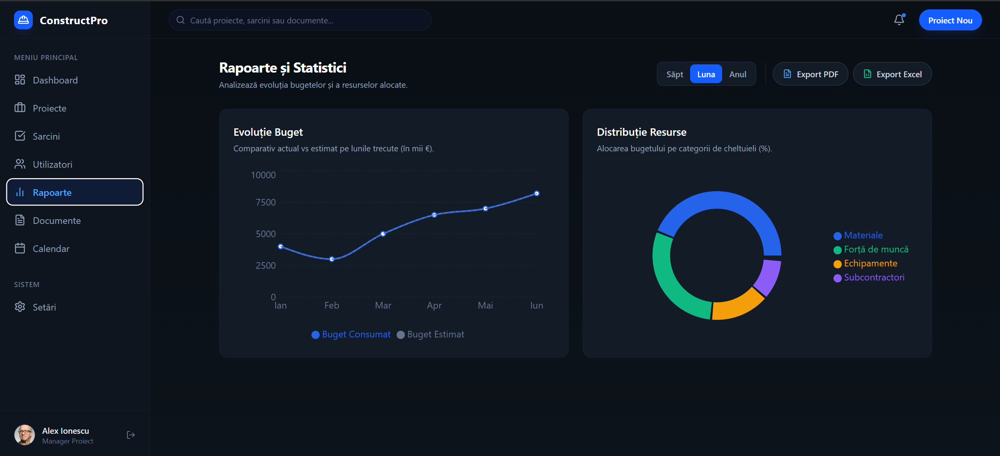 ConstructPro
Caută proiecte, sarcini sau documente...
Proiect Nou
MENIU PRINCIPAL
Dashboard
Proiecte
Sarcini
Utilizatori
Rapoarte
Documente
Calendar
SISTEM
Setări
Alex Ionescu
Manager Proiect
Rapoarte și Statistici
Analizează evoluția bugetelor și a resurselor alocate.
Săpt
Luna
Anul
Export PDF
Export Excel
Evoluție Buget
Comparativ actual vs estimat pe lunile trecute (în mii €).
10000
7500
5000
2500
0
Ian Feb Mar Apr Mai Iun
Buget Consumat Buget Estimat
Distribuție Resurse
Alocarea bugetului pe categorii de cheltuieli (%).
Materiale
Forță de muncă
Echipamente
Subcontractori